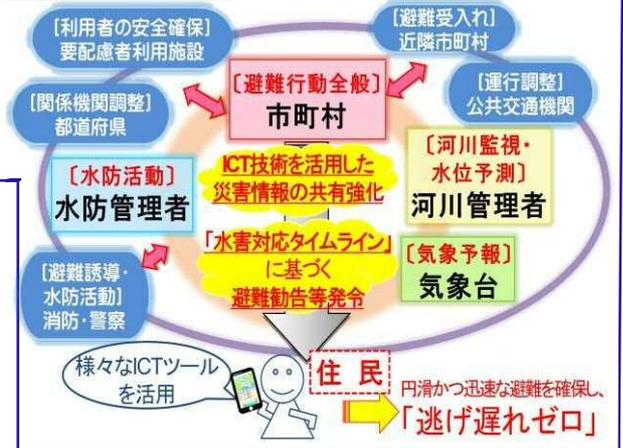 [利用者の安全確保]
要配慮者利用施設
[避難受入れ]
近隣市町村
[関係機関調整]
都道府県
〔避難行動全般〕
市町村
[運行調整]
公共交通機関
〔水防活動〕
水防管理者
ICT技術を活用した
災害情報の共有強化
〔河川監視・
水位予測〕
河川管理者
「水害対応タイムライン」
に基づく
避難勧告等発令
〔気象予報〕
気象台
[避難誘導・
水防活動]
消防・警察
様々なICTツール
を活用
住 民
円滑かつ迅速な避難を確保し、
「逃げ遅れゼロ」